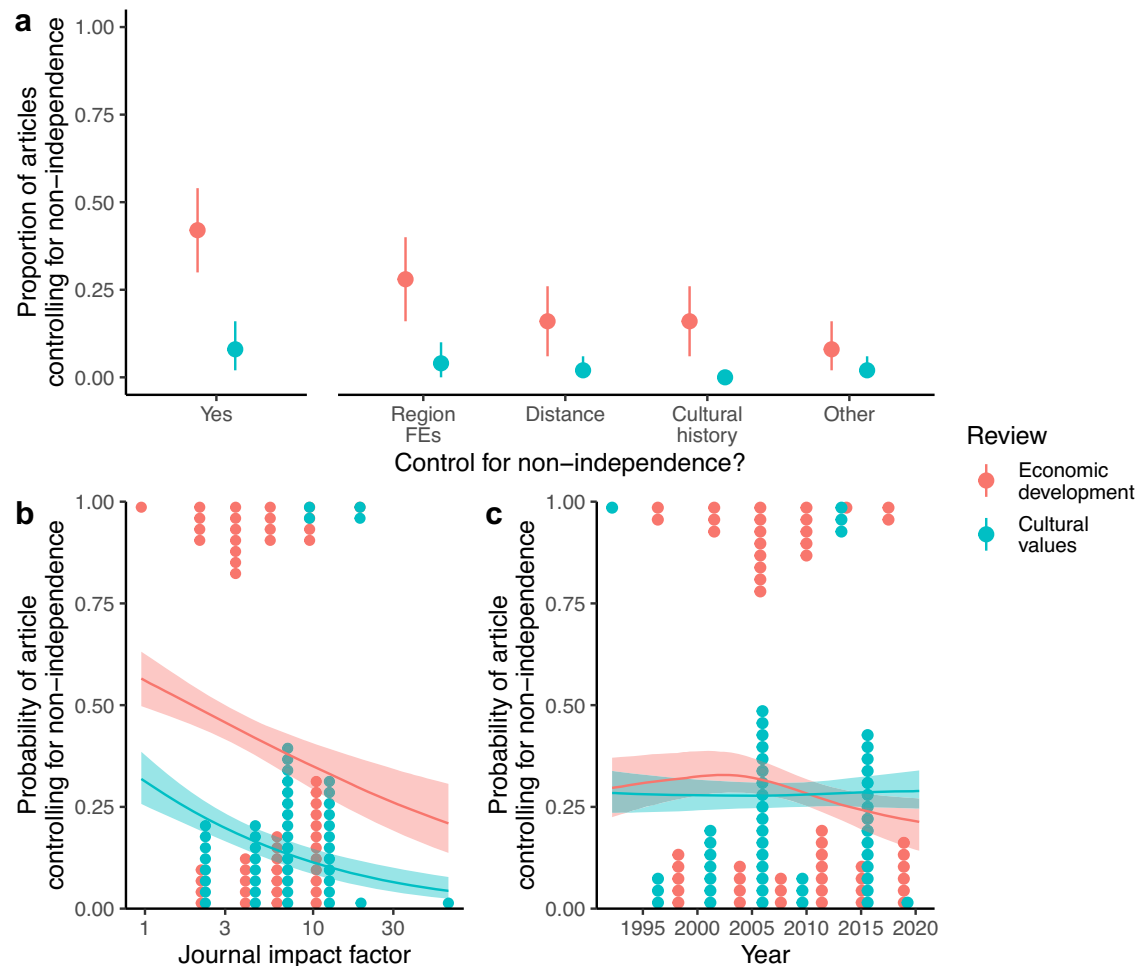 a
Proportion of articles
controlling for non−independence
1.00
0.75
0.50
0.25
0.00
Yes
Region
FEs
Distance
Cultural
history
Other
Control for non−independence?
Review
Economic
development
Cultural
values
b
Probability of article
controlling for non−independence
1.00
0.75
0.50
0.25
0.00
1
3
10
30
Journal impact factor
c
Probability of article
controlling for non−independence
1.00
0.75
0.50
0.25
0.00
1995
2000
2005
2010
2015
2020
Year